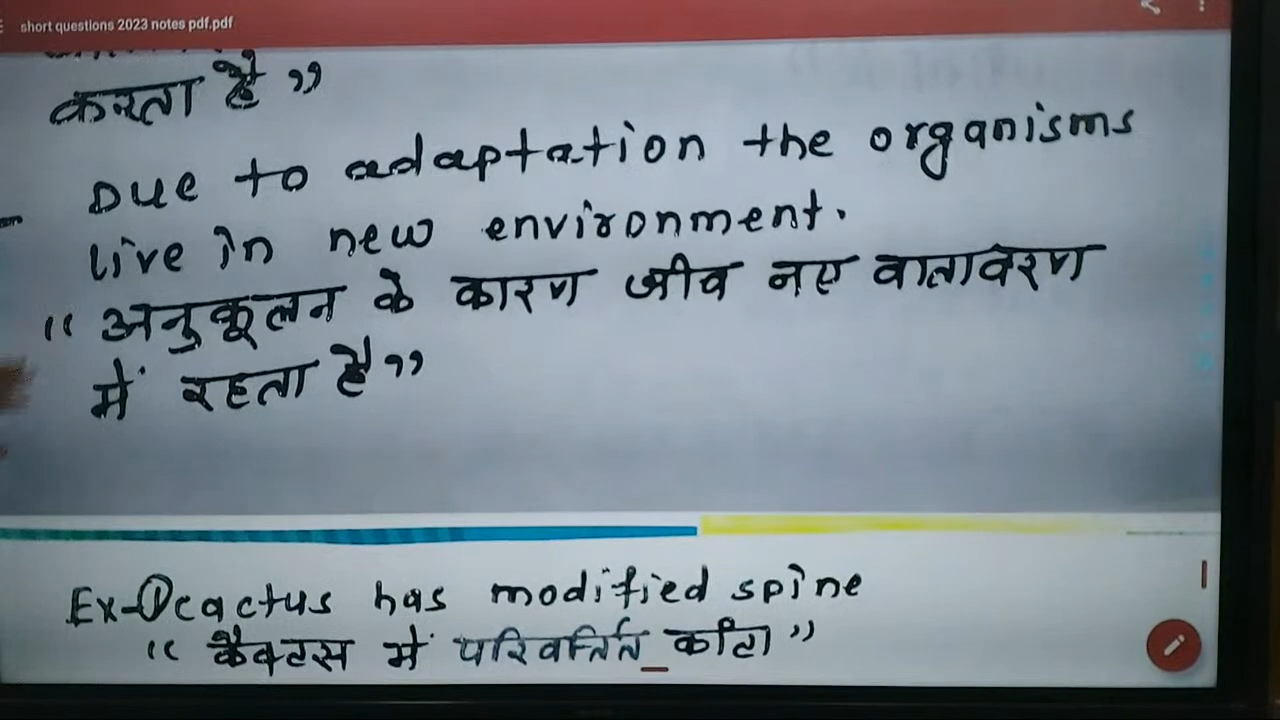 short questions 2023 notes pdf.pdf
करता है”
Due to adaptation the organisms
live in new environment.
“ अनुकूलन के कारण जीव नए वातावरण
में रहता है”
Ex-① cactus has modified spine
“ कैक्टस में परिवर्तित कांटा ”